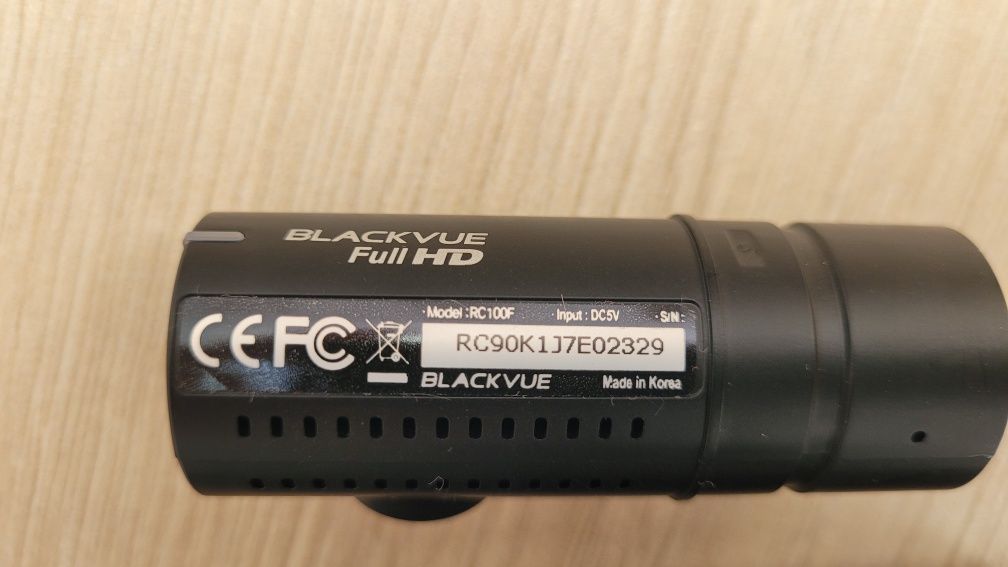 BLACKVUE
Full HD
CE FC
·Model :RC100F ·Input : DC5V ·S/N :
RC90K1J7E02329
BLACKVUE Made in Korea